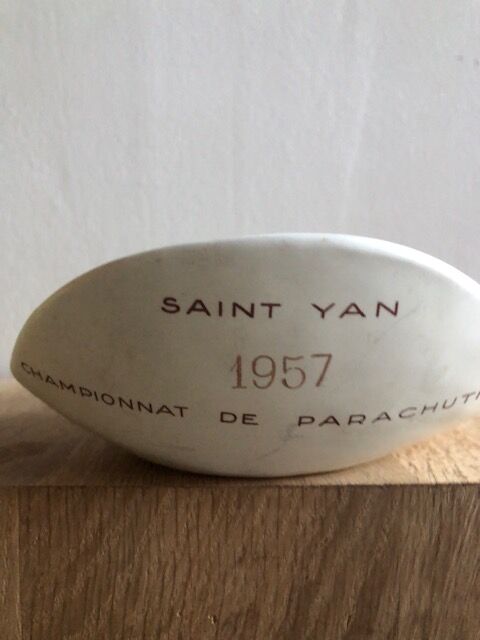 SAINT YAN
1957
CHAMPIONNAT DE PARACHUTI